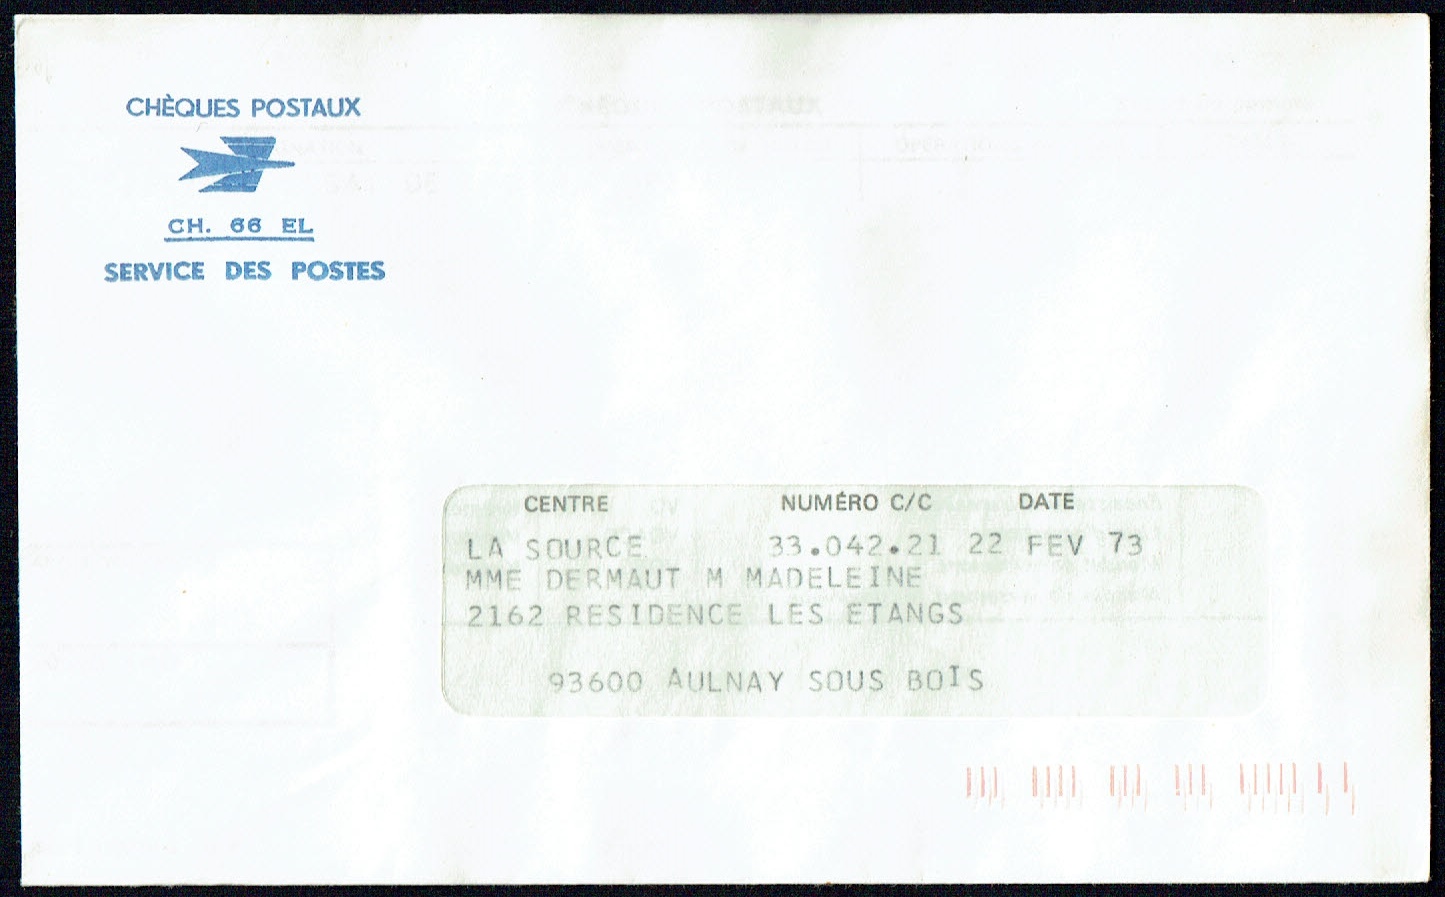 CHÈQUES POSTAUX
CH. 66 EL
SERVICE DES POSTES
CENTRE NUMÉRO C/C DATE
LA SOURCE 33.042.21 22 FEV 73
MME DERMAUT M MADELEINE
2162 RESIDENCE LES ETANGS
93600 AULNAY SOUS BOIS